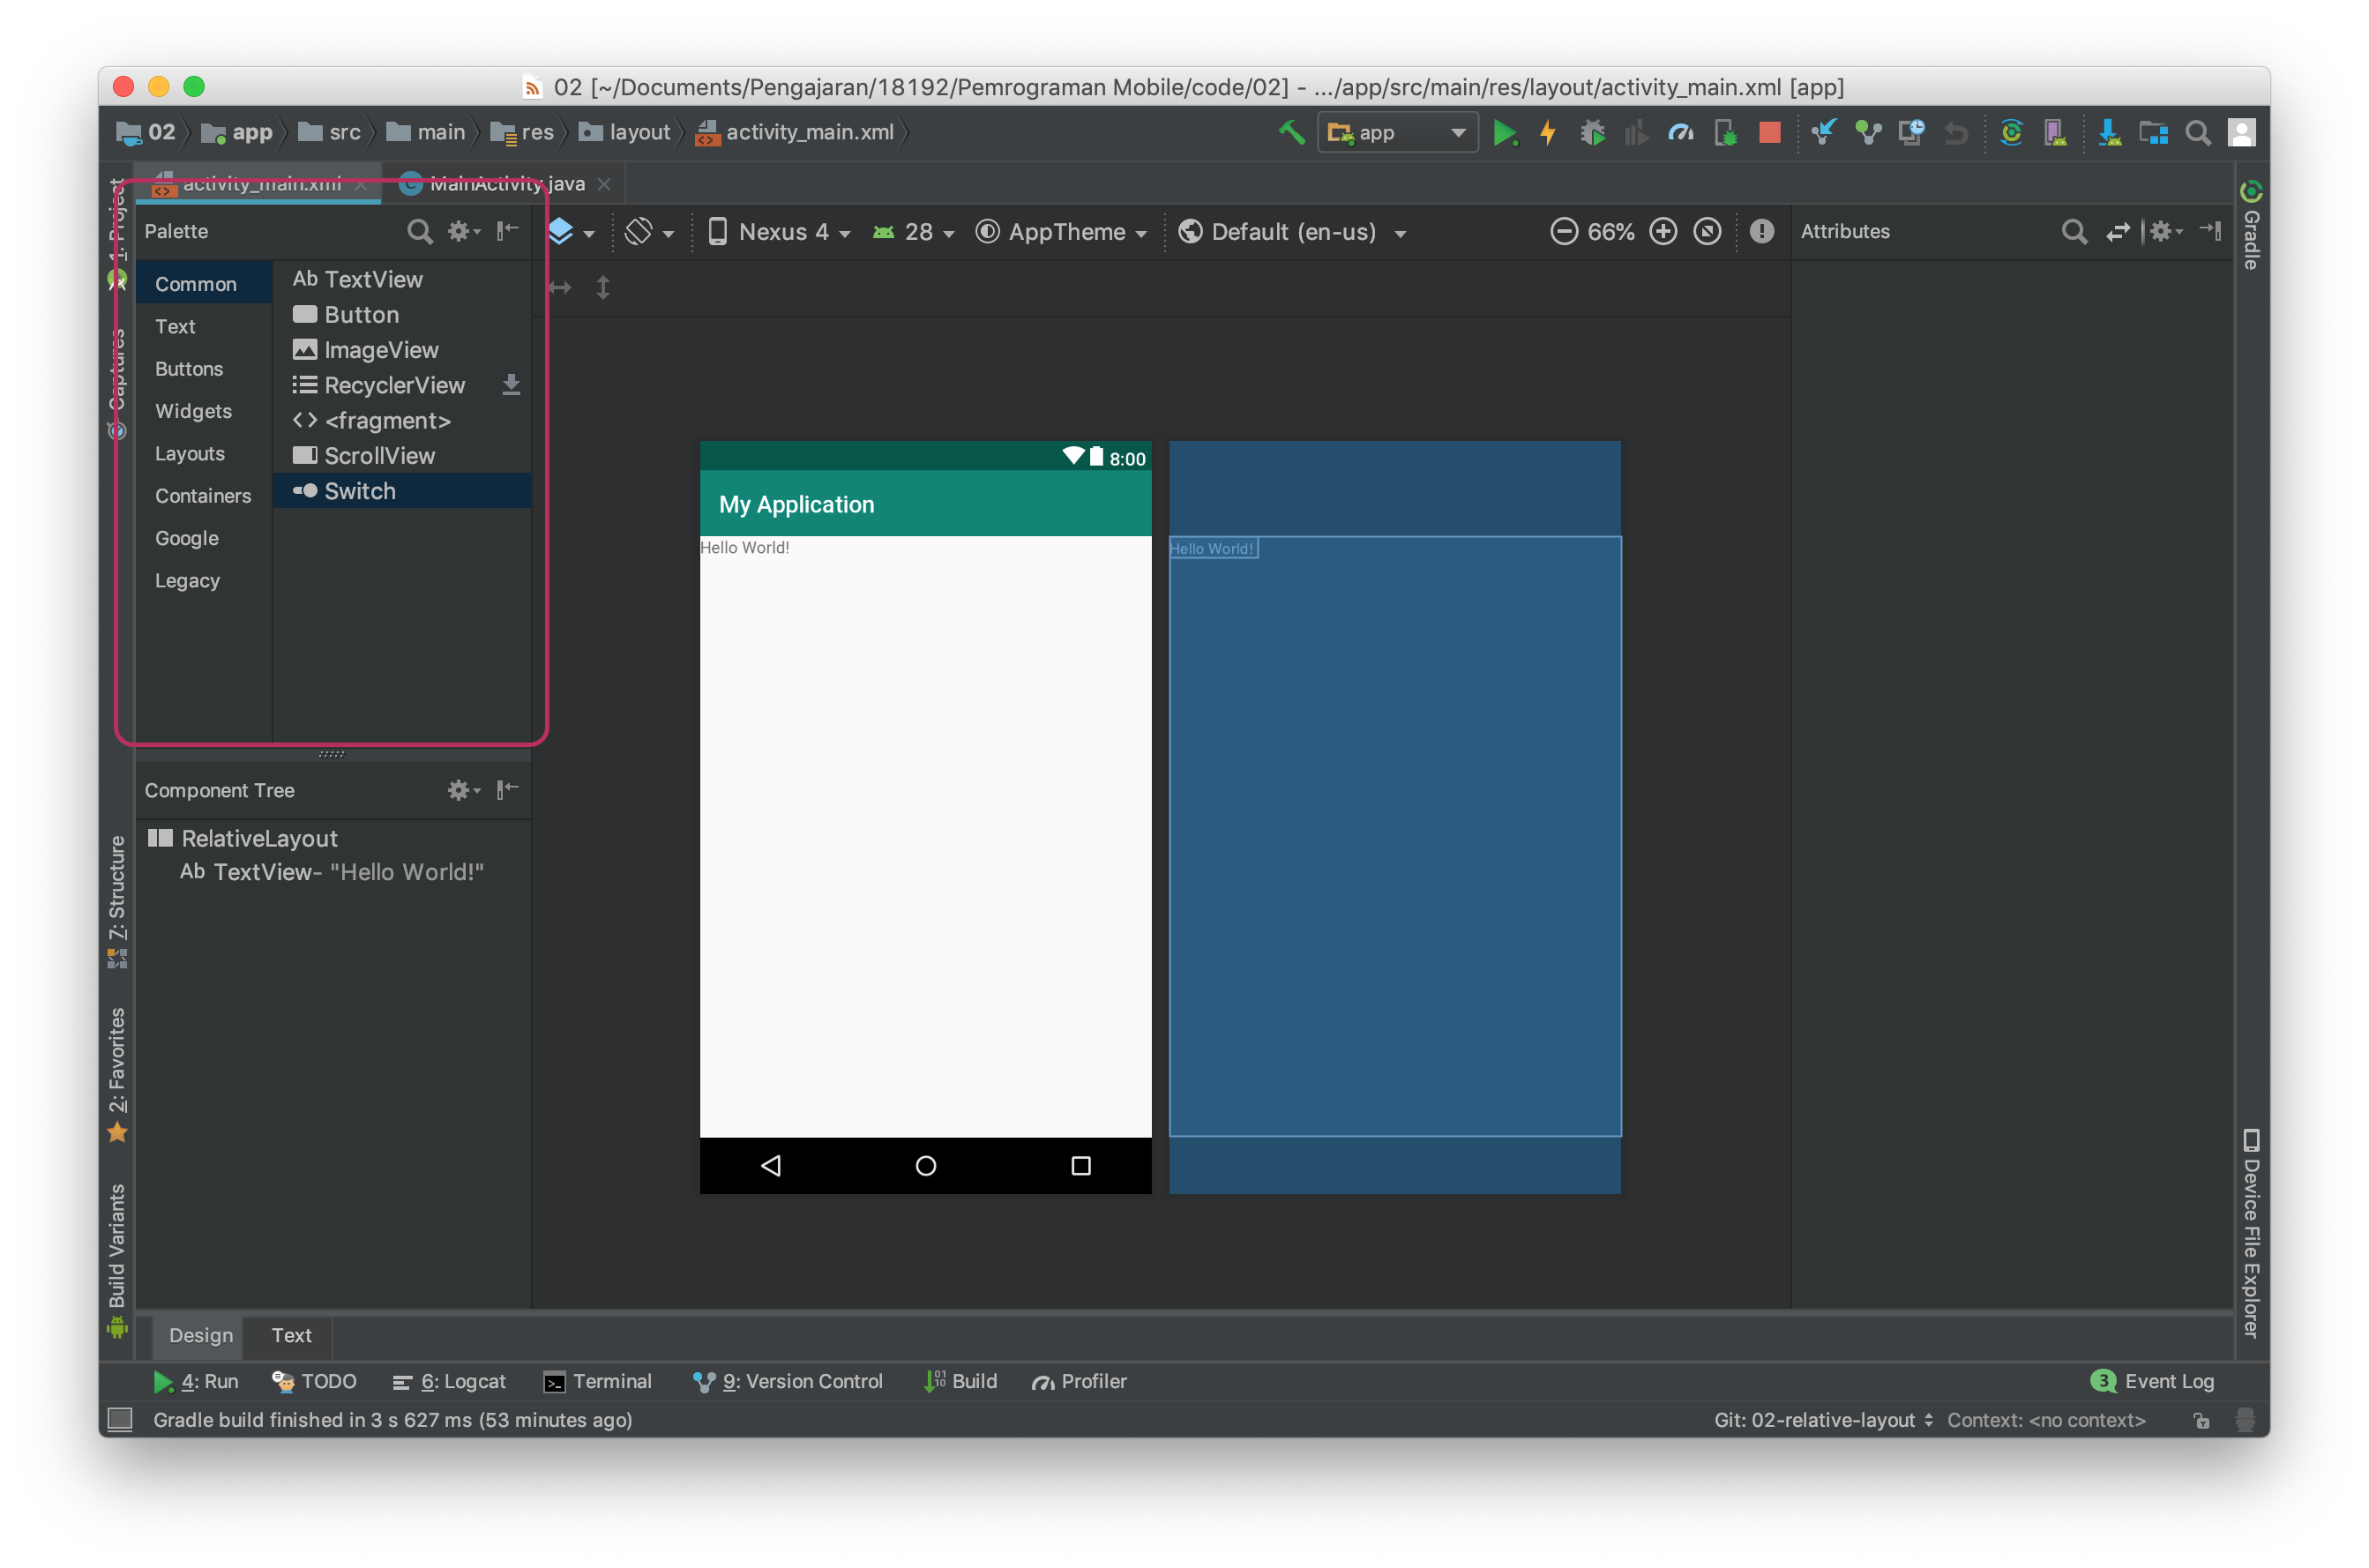 02 [~/Documents/Pengajaran/18192/Pemrograman Mobile/code/02] - .../app/src/main/res/layout/activity_main.xml [app]
02 app src main res layout activity_main.xml app
activity_main.xml MainActivity.java
Palette
Nexus 4 28 AppTheme Default (en-us) 66%
Attributes
1: Project
Captures
Common
Text
Buttons
Widgets
Layouts
Containers
Google
Legacy
Ab TextView
Button
ImageView
RecyclerView
<> <fragment>
ScrollView
Switch
8:00
My Application
Hello World!
Hello World!
Component Tree
RelativeLayout
Ab TextView- "Hello World!"
7: Structure
2: Favorites
Build Variants
Gradle
Device File Explorer
Design Text
4: Run TODO 6: Logcat Terminal 9: Version Control Build Profiler 3 Event Log
Gradle build finished in 3 s 627 ms (53 minutes ago) Git: 02-relative-layout Context: <no context>